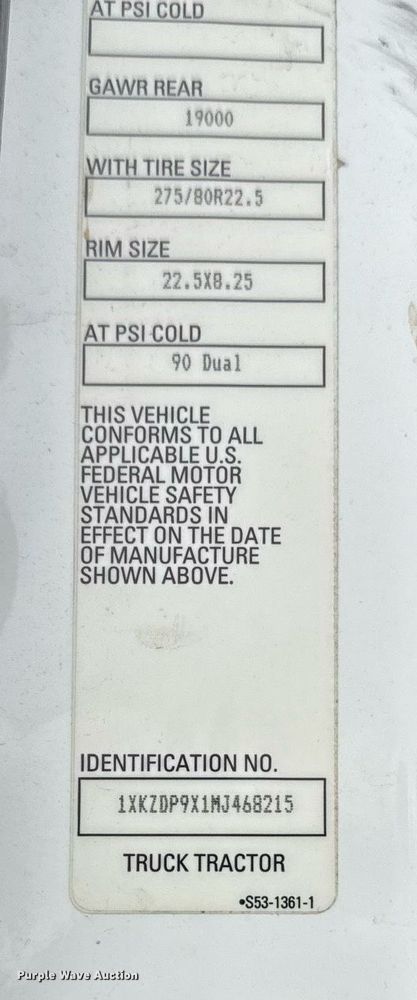 AT PSI COLD
GAWR REAR
19000
WITH TIRE SIZE
275/80R22.5
RIM SIZE
22.5X8.25
AT PSI COLD
90 Dual
THIS VEHICLE
CONFORMS TO ALL
APPLICABLE U.S.
FEDERAL MOTOR
VEHICLE SAFETY
STANDARDS IN
EFFECT ON THE DATE
OF MANUFACTURE
SHOWN ABOVE.
IDENTIFICATION NO.
1XKZDP9X1MJ468215
TRUCK TRACTOR
•S53-1361-1
Purple Wave Auction